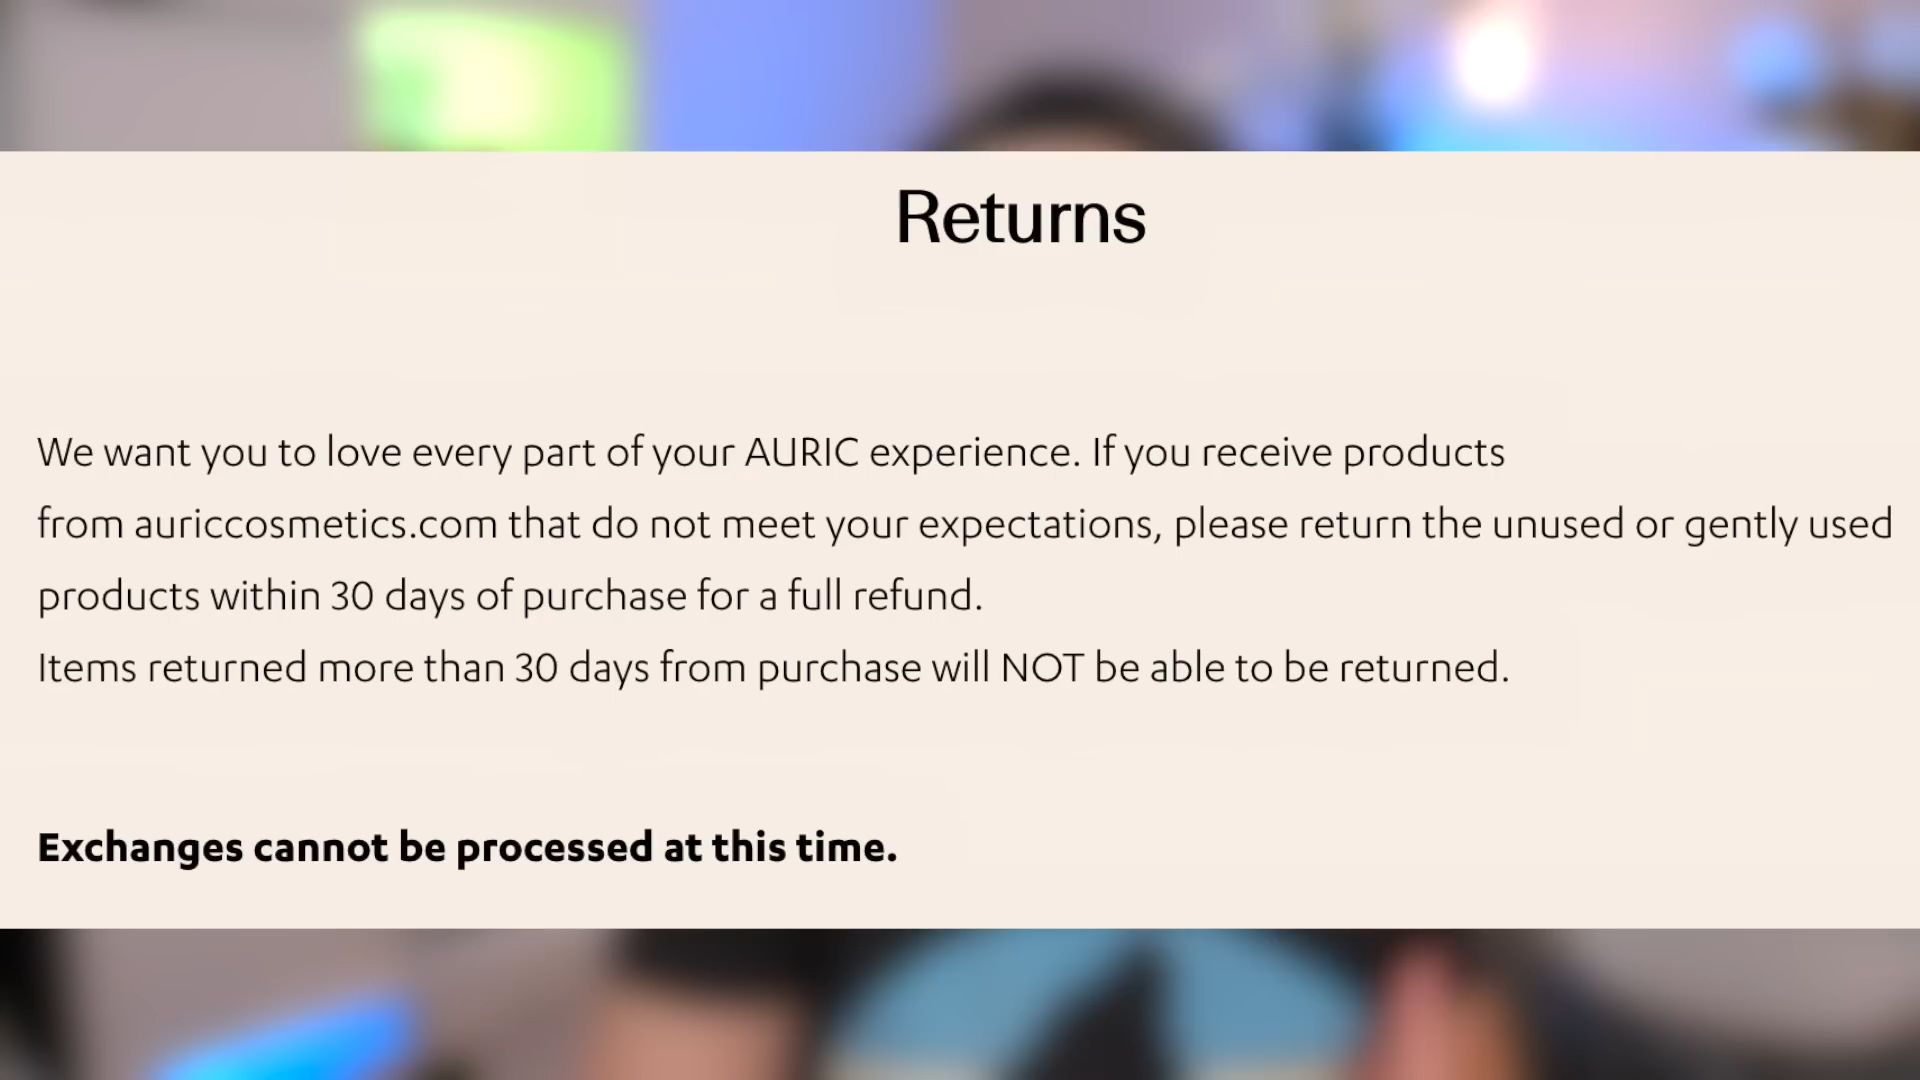 Returns
We want you to love every part of your AURIC experience. If you receive products
from auriccosmetics.com that do not meet your expectations, please return the unused or gently used
products within 30 days of purchase for a full refund.
Items returned more than 30 days from purchase will NOT be able to be returned.
Exchanges cannot be processed at this time.